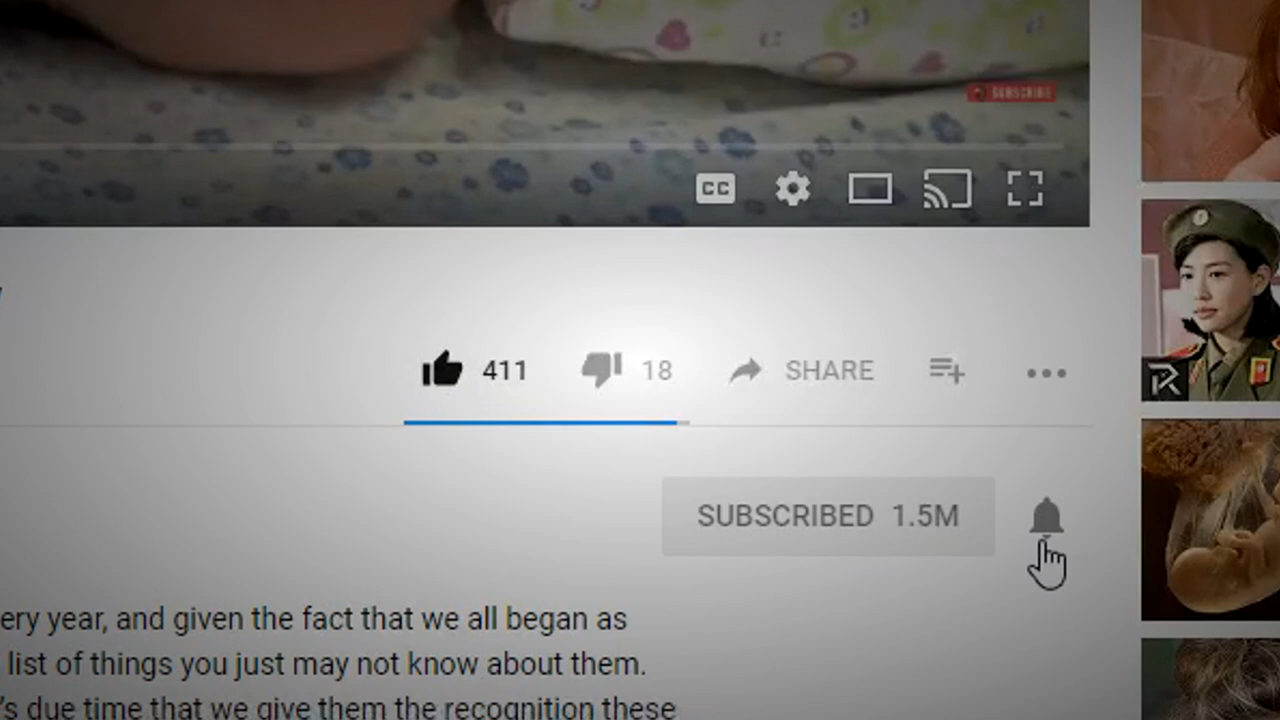 SUBSCRIBE
CC
411 18 SHARE
SUBSCRIBED 1.5M
ery year, and given the fact that we all began as
list of things you just may not know about them.
's due time that we give them the recognition these